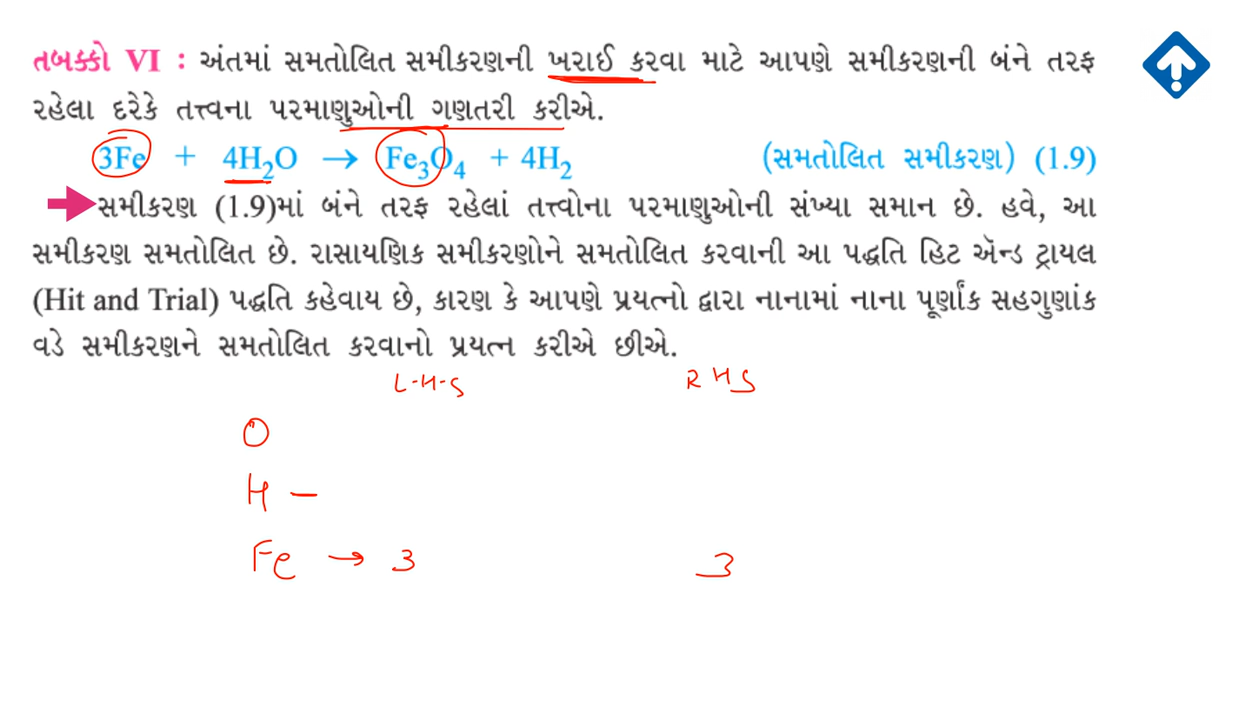 તબક્કો VI : અંતમાં સમતોલિત સમીકરણની ખરાઈ કરવા માટે આપણે સમીકરણની બંને તરફ
રહેલા દરેકે તત્ત્વના પરમાણુઓની ગણતરી કરીએ.
3Fe + 4H₂O → Fe₃O₄ + 4H₂ (સમતોલિત સમીકરણ) (1.9)
સમીકરણ (1.9)માં બંને તરફ રહેલાં તત્ત્વોના પરમાણુઓની સંખ્યા સમાન છે. હવે, આ
સમીકરણ સમતોલિત છે. રાસાયણિક સમીકરણોને સમતોલિત કરવાની આ પદ્ધતિ હિટ ઍન્ડ ટ્રાયલ
(Hit and Trial) પદ્ધતિ કહેવાય છે, કારણ કે આપણે પ્રયત્નો દ્વારા નાનામાં નાના પૂર્ણાંક સહગુણાંક
વડે સમીકરણને સમતોલિત કરવાનો પ્રયત્ન કરીએ છીએ.
L-H-S RHS
O
H –
Fe → 3 3